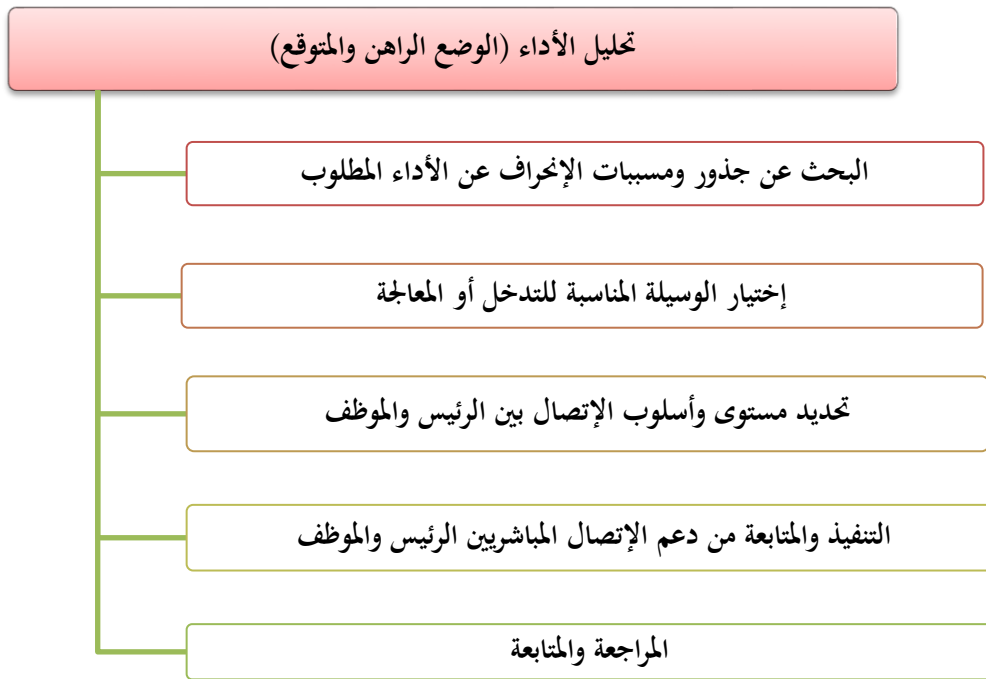 تحليل الأداء (الوضع الراهن والمتوقع)
البحث عن جذور ومسببات الإنحراف عن الأداء المطلوب
إختيار الوسيلة المناسبة للتدخل أو المعالجة
تحديد مستوى وأسلوب الإتصال بين الرئيس والموظف
التنفيذ والمتابعة من دعم الإتصال المباشريين الرئيس والموظف
المراجعة والمتابعة